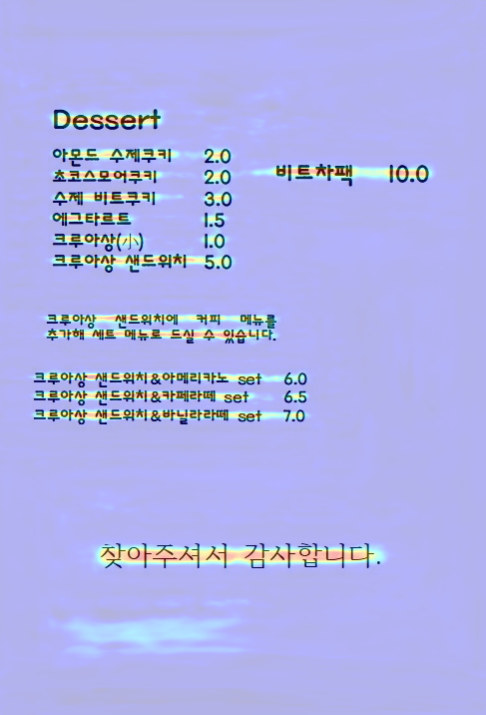 Dessert
아몬드 수제쿠키 2.0
초코스모어쿠키 2.0
수제 비트쿠키 3.0
에그타르트 1.5
크루아상(小) 1.0
크루아상 샌드위치 5.0
비트차팩 10.0
크루아상 샌드위치에 커피 메뉴를
추가해 세트 메뉴로 드실 수 있습니다.
크루아상 샌드위치&아메리카노 set 6.0
크루아상 샌드위치&카페라떼 set 6.5
크루아상 샌드위치&바닐라라떼 set 7.0
찾아주셔서 감사합니다.